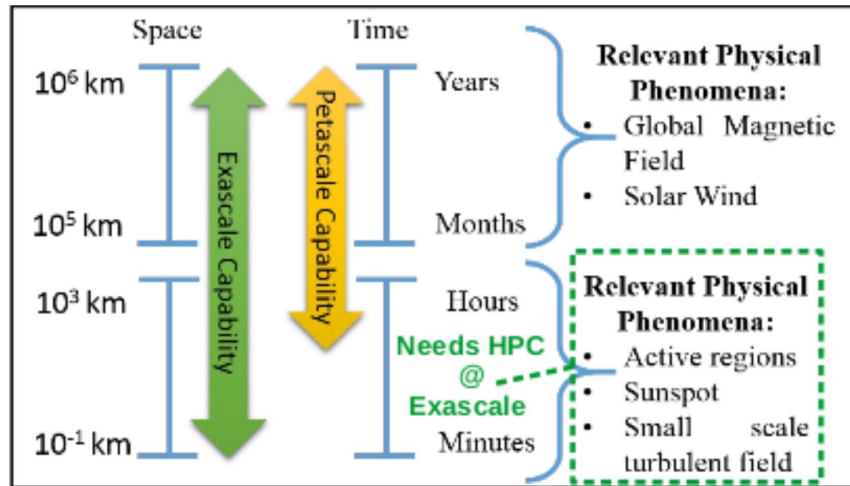 Space
Time
10⁶ km
Years
10⁵ km
Months
10³ km
Hours
10⁻¹ km
Minutes
Exascale Capability
Petascale Capability
Relevant Physical
Phenomena:
• Global Magnetic
Field
• Solar Wind
Needs HPC
@
Exascale
Relevant Physical
Phenomena:
• Active regions
• Sunspot
• Small scale
turbulent field